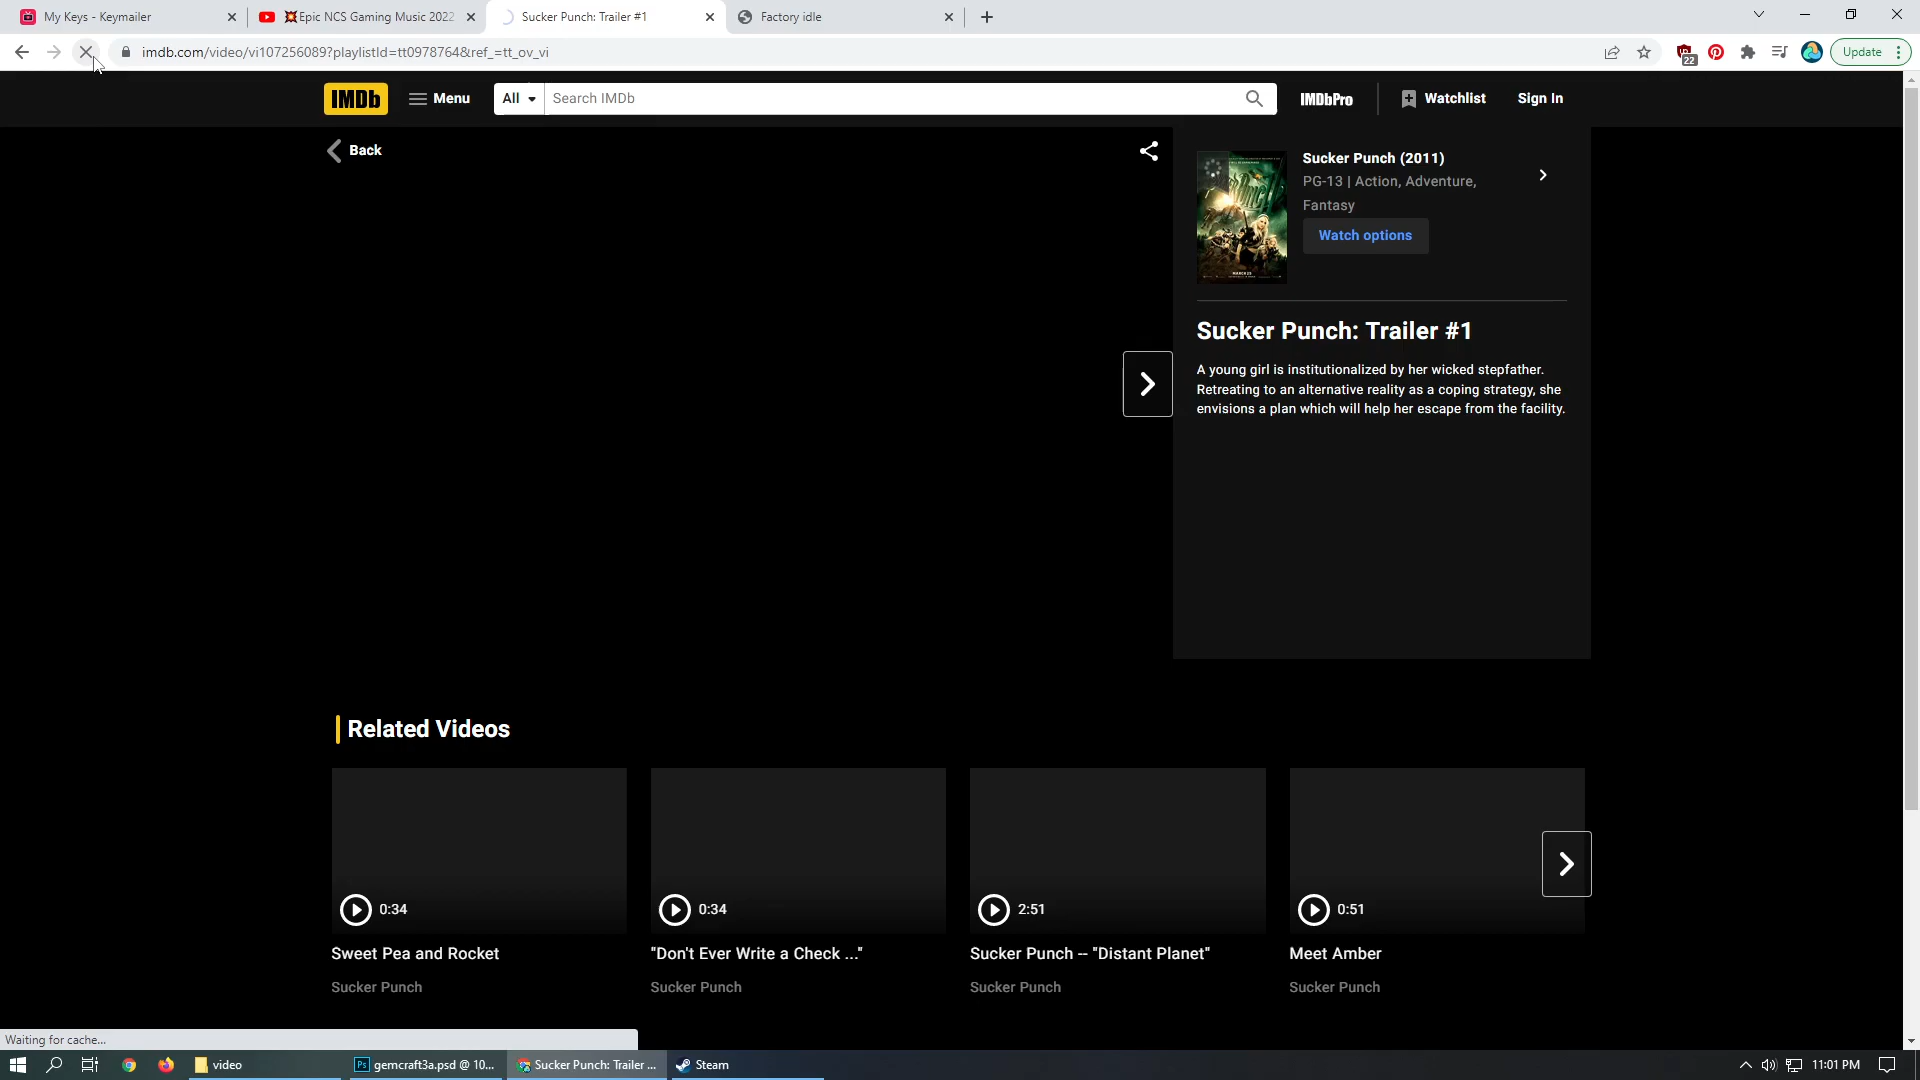 My Keys - Keymailer
💥Epic NCS Gaming Music 2022
Sucker Punch: Trailer #1
Factory idle
imdb.com/video/vi107256089?playlistId=tt0978764&ref_=tt_ov_vi
22
Update
IMDb
Menu
All
Search IMDb
IMDbPro
Watchlist
Sign In
Back
Sucker Punch (2011)
PG-13 | Action, Adventure,
Fantasy
Watch options
Sucker Punch: Trailer #1
A young girl is institutionalized by her wicked stepfather.
Retreating to an alternative reality as a coping strategy, she
envisions a plan which will help her escape from the facility.
Related Videos
0:34
0:34
2:51
0:51
Sweet Pea and Rocket
"Don't Ever Write a Check ..."
Sucker Punch -- "Distant Planet"
Meet Amber
Sucker Punch
Sucker Punch
Sucker Punch
Sucker Punch
Waiting for cache...
video
gemcraft3a.psd @ 10...
Sucker Punch: Trailer ...
Steam
11:01 PM